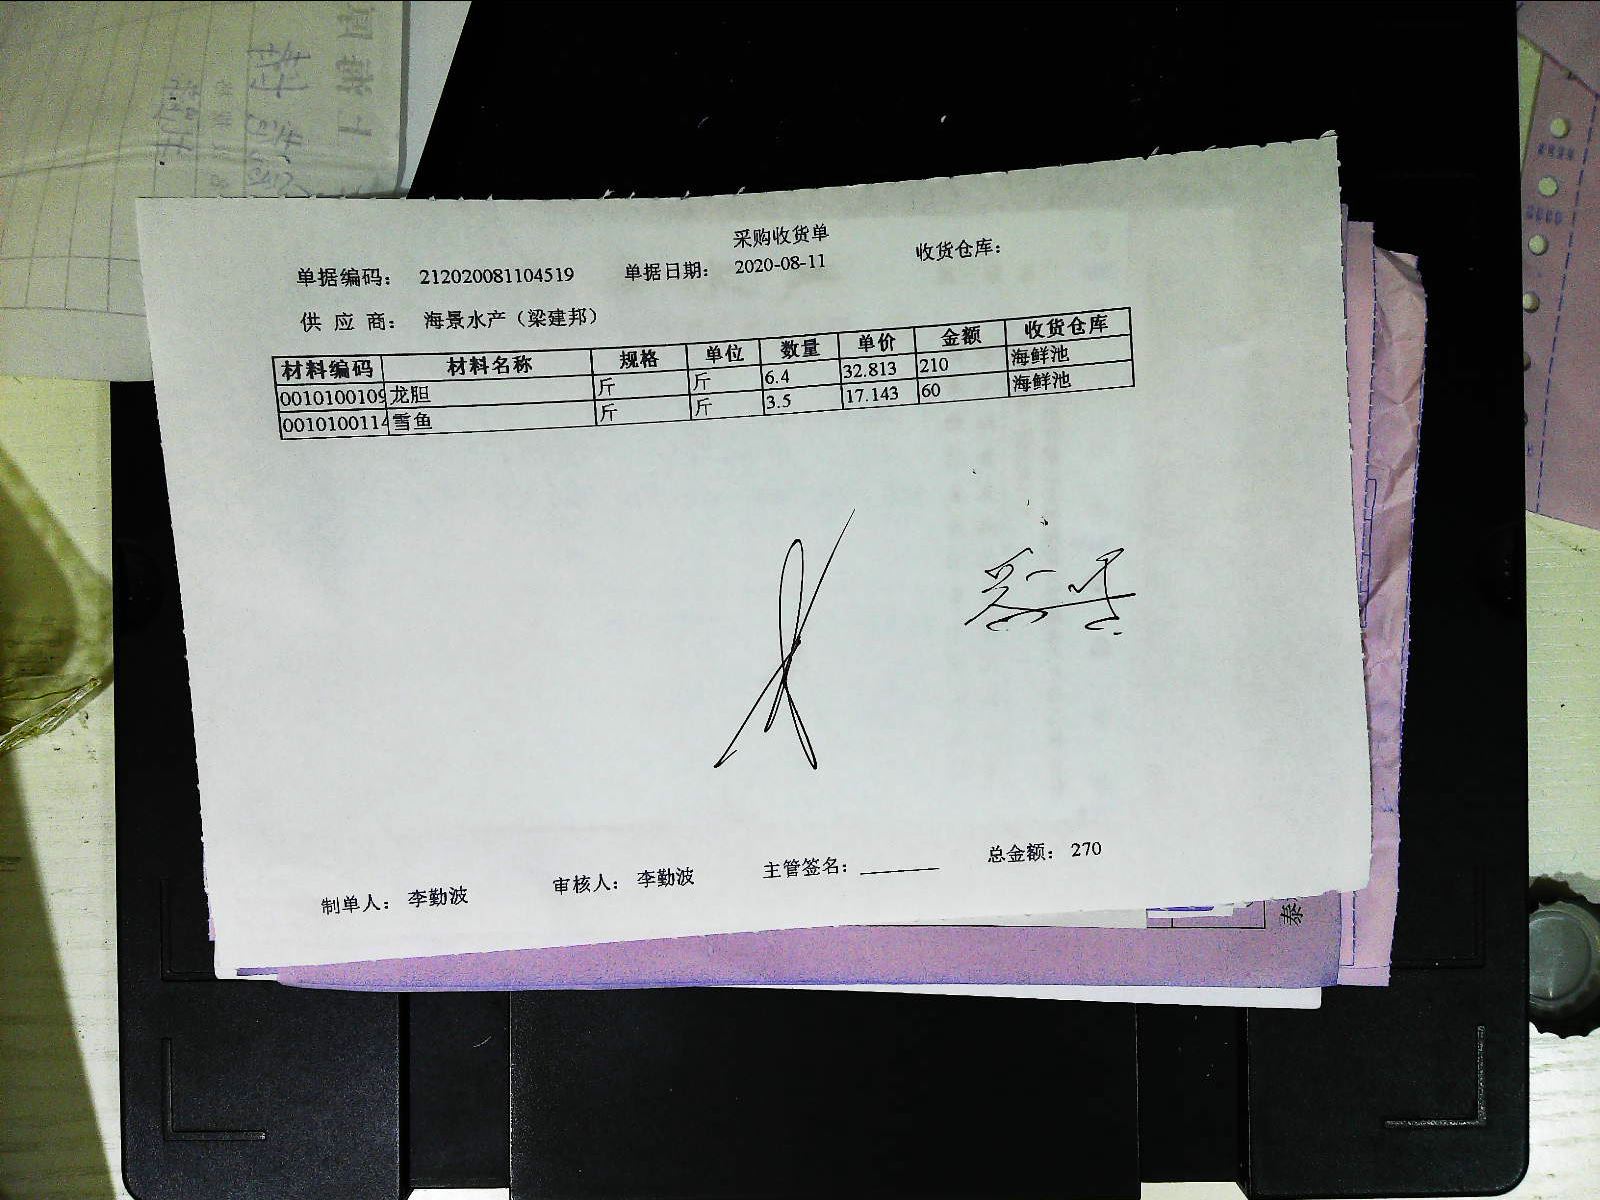 采购收货单
单据编码： 212020081104519 单据日期： 2020-08-11 收货仓库：
供 应 商： 海景水产（梁建邦）
材料编码 材料名称 规格 单位 数量 单价 金额 收货仓库
0010100109 龙胆 斤 斤 6.4 32.813 210 海鲜池
0010100114 雪鱼 斤 斤 3.5 17.143 60 海鲜池
制单人： 李勤波 审核人： 李勤波 主管签名： 总金额： 270
泰